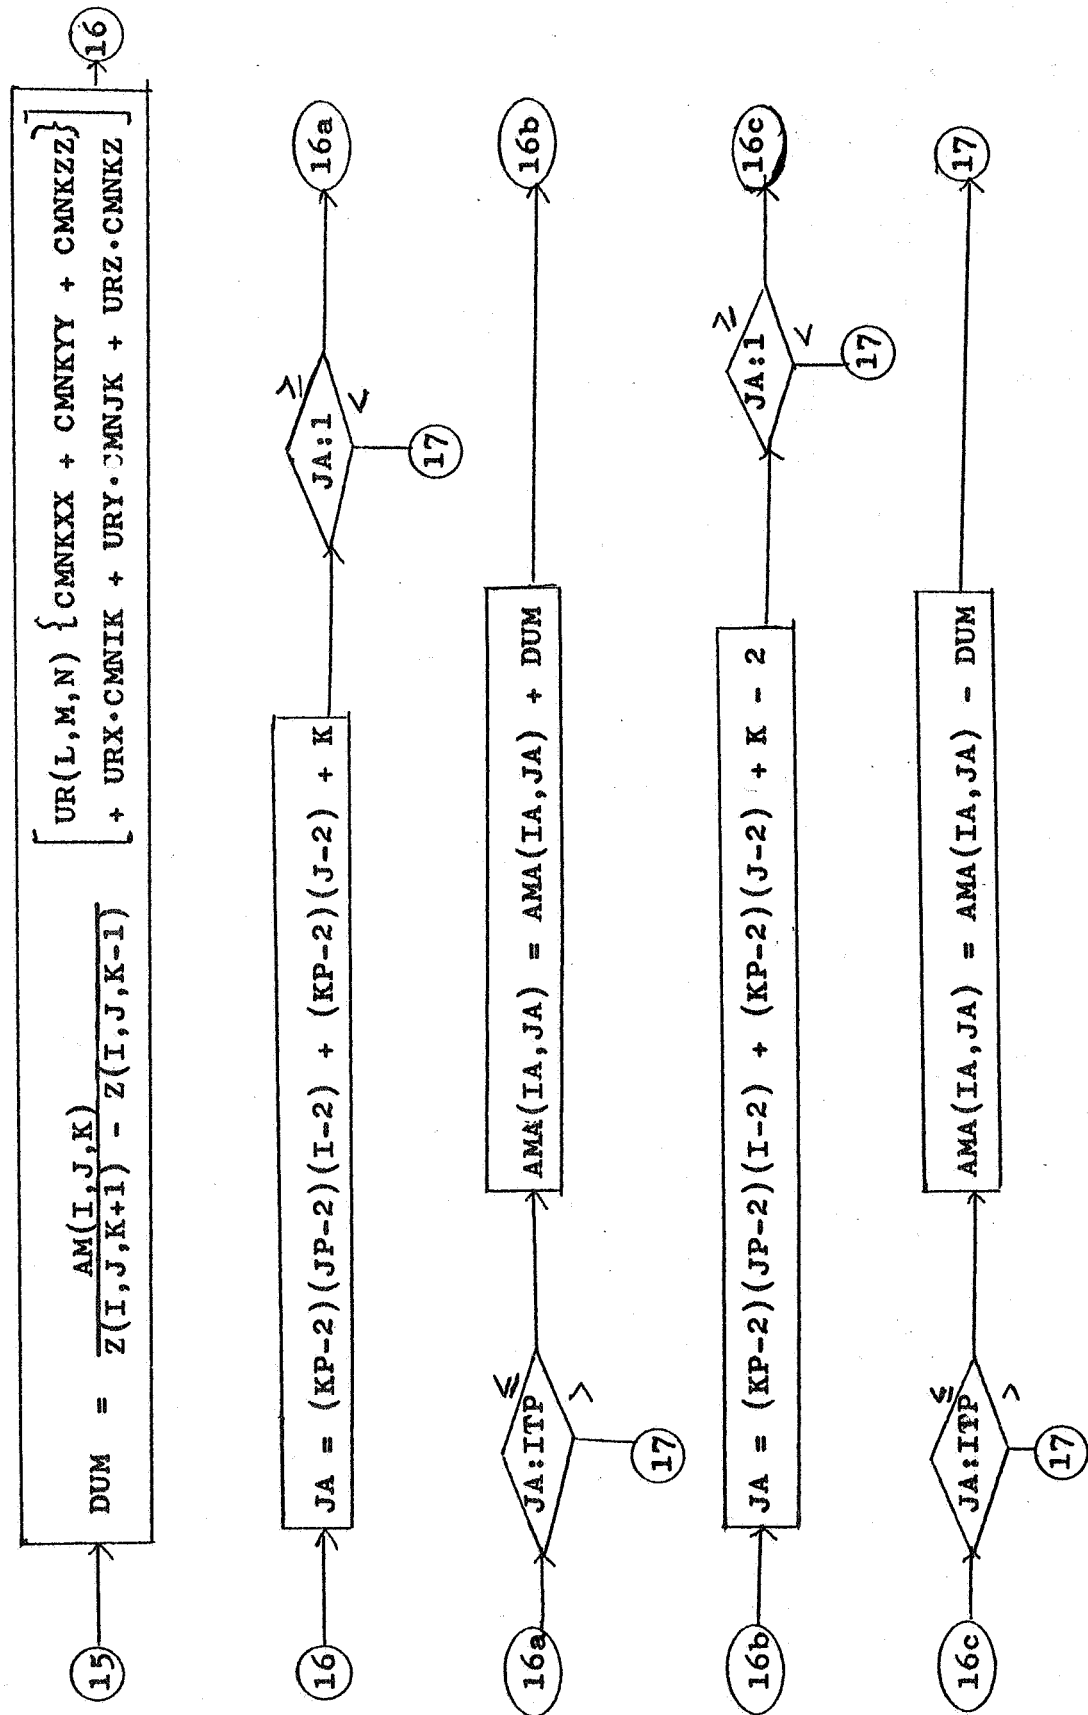 15
DUM = AM(I,J,K) / Z(I,J,K+1) - Z(I,J,K-1) [ UR(L,M,N) {CMNKXX + CMNKYY + CMNKZZ}
+ URX·CMNIK + URY·CMNJK + URZ·CMNKZ ]
16
16
JA = (KP-2)(JP-2)(I-2) + (KP-2)(J-2) + K
JA:1
≥
<
17
16a
16a
JA:ITP
≤
>
17
AMA(IA,JA) = AMA(IA,JA) + DUM
16b
16b
JA = (KP-2)(JP-2)(I-2) + (KP-2)(J-2) + K - 2
JA:1
≥
<
17
16c
16c
JA:ITP
≤
>
17
AMA(IA,JA) = AMA(IA,JA) - DUM
17